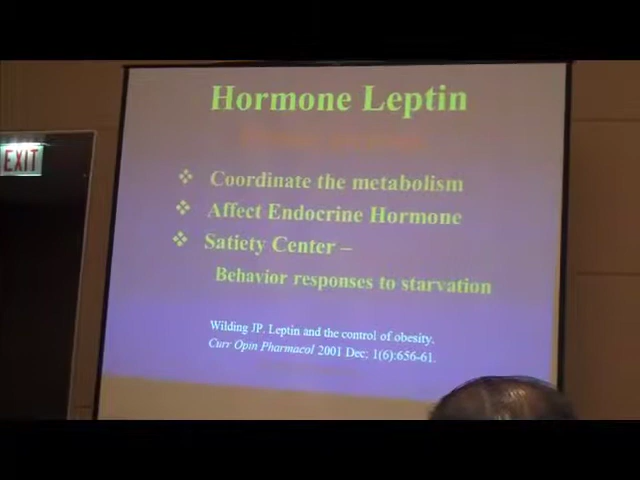 Hormone Leptin
EXIT
Coordinate the metabolism
Affect Endocrine Hormone
Satiety Center –
Behavior responses to starvation
Wilding JP. Leptin and the control of obesity.
Curr Opin Pharmacol 2001 Dec; 1(6):656-61.